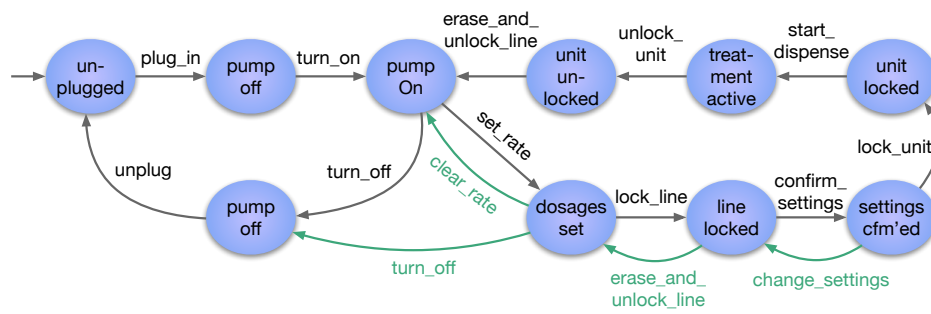 erase_and_
unlock_line
unlock_
unit
start_
dispense
un-
plugged
plug_in
pump
off
turn_on
pump
On
unit
un-
locked
treat-
ment
active
unit
locked
set_rate
lock_unit
unplug
turn_off
clear_rate
pump
off
dosages
set
lock_line
line
locked
confirm_
settings
settings
cfm'ed
turn_off
erase_and_
unlock_line
change_settings